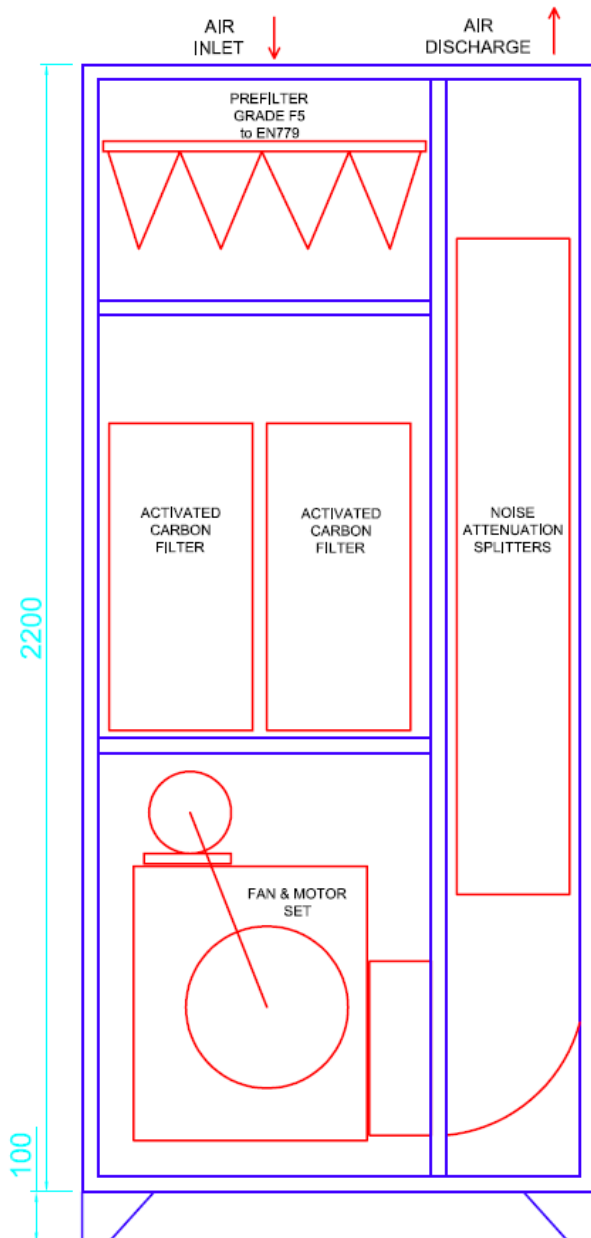 AIR
INLET
AIR
DISCHARGE
PREFILTER
GRADE F5
to EN779
ACTIVATED
CARBON
FILTER
ACTIVATED
CARBON
FILTER
NOISE
ATTENUATION
SPLITTERS
2200
FAN & MOTOR
SET
100